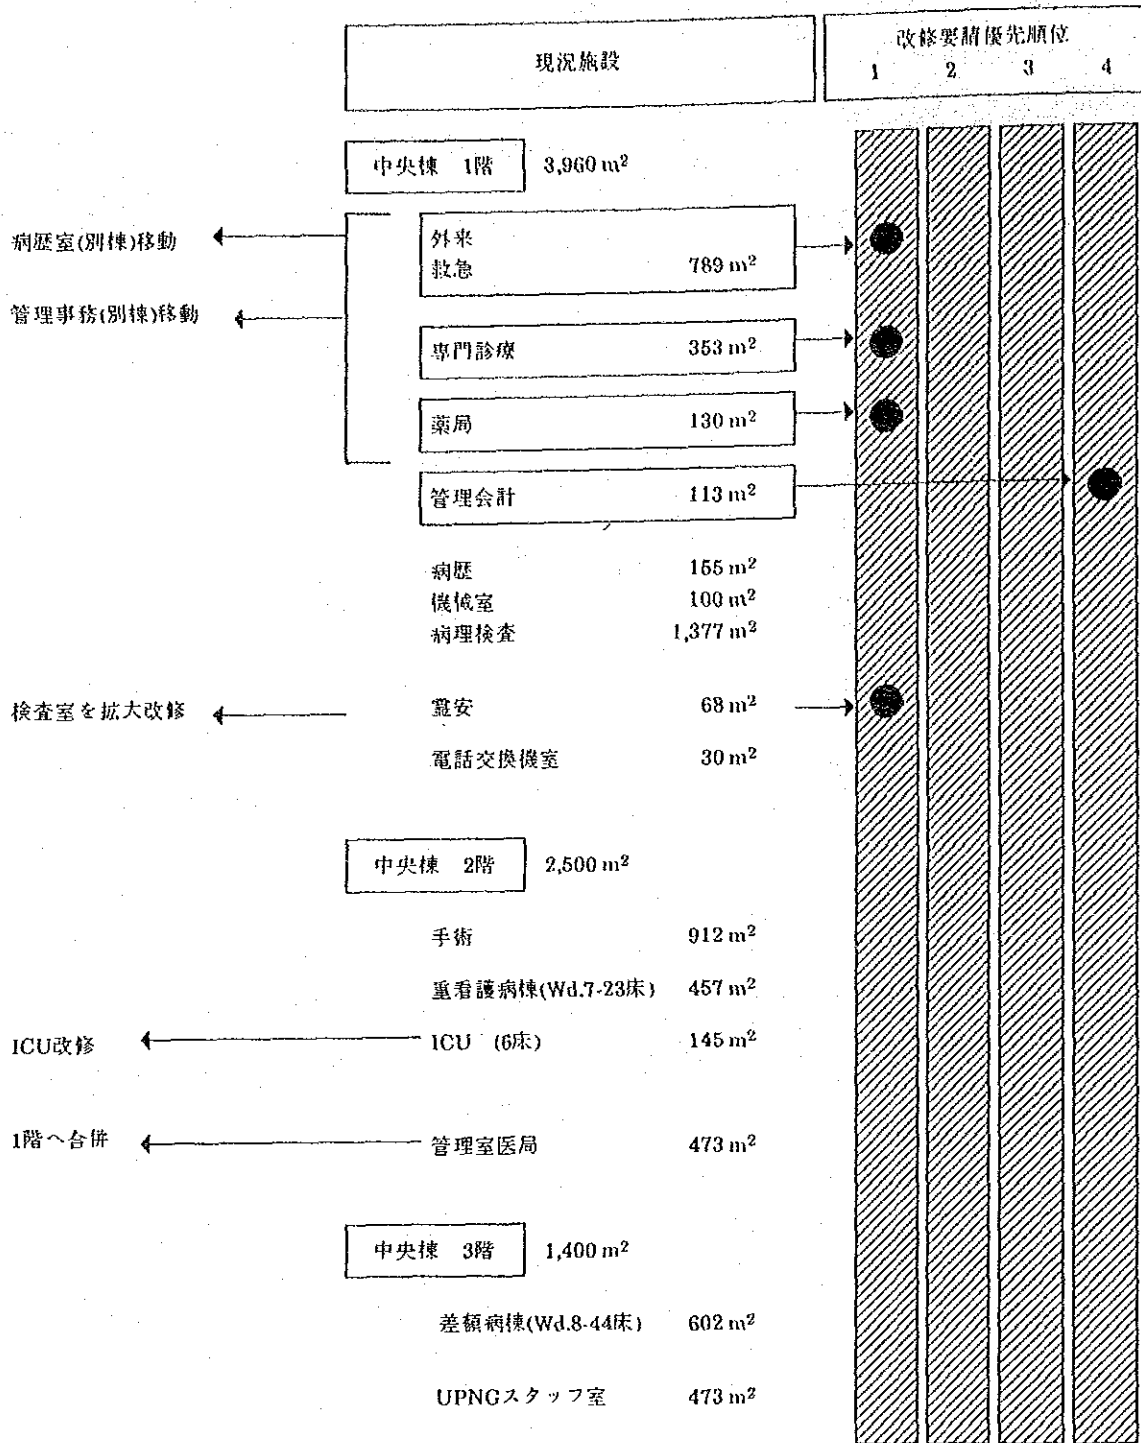 現況施設
改修要請優先順位
1 2 3 4
中央棟 1階 3,960 m²
病歴室(別棟)移動
外来
救急 789 m²
管理事務(別棟)移動
専門診療 353 m²
薬局 130 m²
管理会計 113 m²
病歴 155 m²
機械室 100 m²
病理検査 1,377 m²
検査室を拡大改修
霊安 68 m²
電話交換機室 30 m²
中央棟 2階 2,500 m²
手術 912 m²
重看護病棟(Wd.7-23床) 457 m²
ICU改修
ICU (6床) 145 m²
1階へ合併
管理室医局 473 m²
中央棟 3階 1,400 m²
差額病棟(Wd.8-44床) 602 m²
UPNGスタッフ室 473 m²